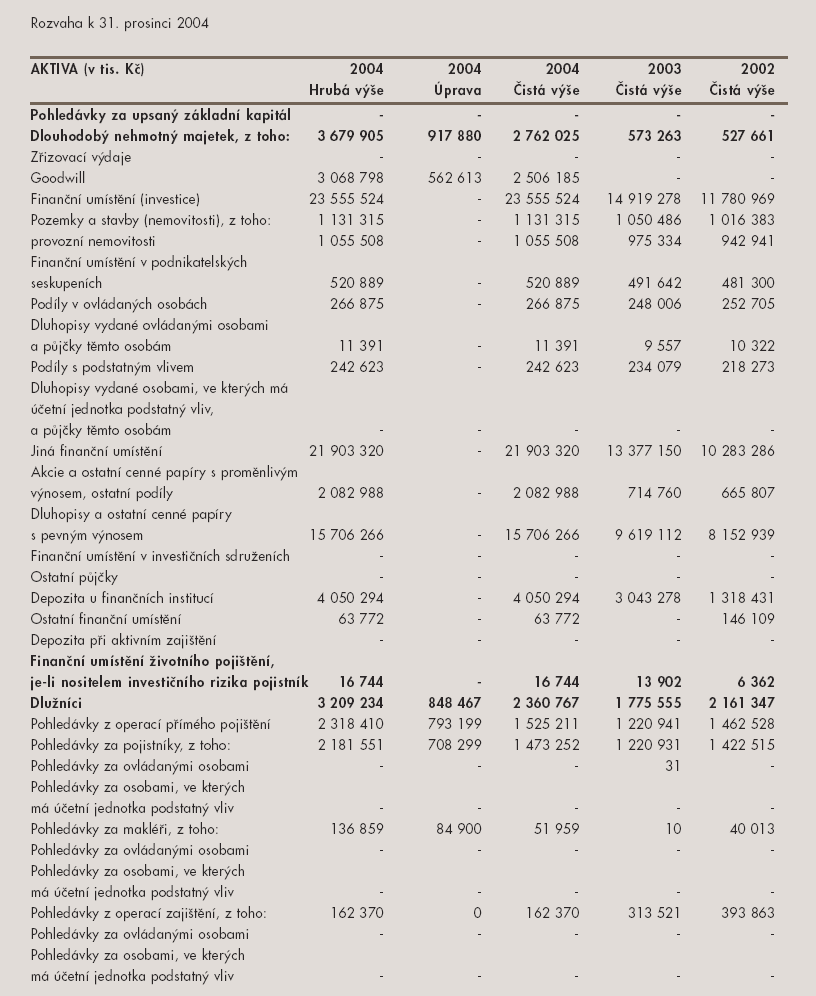 Rozvaha k 31. prosinci 2004
AKTIVA (v tis. Kč) 2004 2004 2004 2003 2002
Hrubá výše Úprava Čistá výše Čistá výše Čistá výše
Pohledávky za upsaný základní kapitál - - - - -
Dlouhodobý nehmotný majetek, z toho: 3 679 905 917 880 2 762 025 573 263 527 661
Zřizovací výdaje - - - - -
Goodwill 3 068 798 562 613 2 506 185 - -
Finanční umístění (investice) 23 555 524 - 23 555 524 14 919 278 11 780 969
Pozemky a stavby (nemovitosti), z toho: 1 131 315 - 1 131 315 1 050 486 1 016 383
provozní nemovitosti 1 055 508 - 1 055 508 975 334 942 941
Finanční umístění v podnikatelských
seskupeních 520 889 - 520 889 491 642 481 300
Podíly v ovládaných osobách 266 875 - 266 875 248 006 252 705
Dluhopisy vydané ovládanými osobami
a půjčky těmto osobám 11 391 - 11 391 9 557 10 322
Podíly s podstatným vlivem 242 623 - 242 623 234 079 218 273
Dluhopisy vydané osobami, ve kterých má
účetní jednotka podstatný vliv,
a půjčky těmto osobám - - - - -
Jiná finanční umístění 21 903 320 - 21 903 320 13 377 150 10 283 286
Akcie a ostatní cenné papíry s proměnlivým
výnosem, ostatní podíly 2 082 988 - 2 082 988 714 760 665 807
Dluhopisy a ostatní cenné papíry
s pevným výnosem 15 706 266 - 15 706 266 9 619 112 8 152 939
Finanční umístění v investičních sdruženích - - - - -
Ostatní půjčky - - - - -
Depozita u finančních institucí 4 050 294 - 4 050 294 3 043 278 1 318 431
Ostatní finanční umístění 63 772 - 63 772 - 146 109
Depozita při aktivním zajištění - - - - -
Finanční umístění životního pojištění,
je-li nositelem investičního rizika pojistník 16 744 - 16 744 13 902 6 362
Dlužníci 3 209 234 848 467 2 360 767 1 775 555 2 161 347
Pohledávky z operací přímého pojištění 2 318 410 793 199 1 525 211 1 220 941 1 462 528
Pohledávky za pojistníky, z toho: 2 181 551 708 299 1 473 252 1 220 931 1 422 515
Pohledávky za ovládanými osobami - - - 31 -
Pohledávky za osobami, ve kterých
má účetní jednotka podstatný vliv - - - - -
Pohledávky za makléři, z toho: 136 859 84 900 51 959 10 40 013
Pohledávky za ovládanými osobami - - - - -
Pohledávky za osobami, ve kterých
má účetní jednotka podstatný vliv - - - - -
Pohledávky z operací zajištění, z toho: 162 370 0 162 370 313 521 393 863
Pohledávky za ovládanými osobami - - - - -
Pohledávky za osobami, ve kterých
má účetní jednotka podstatný vliv - - - - -